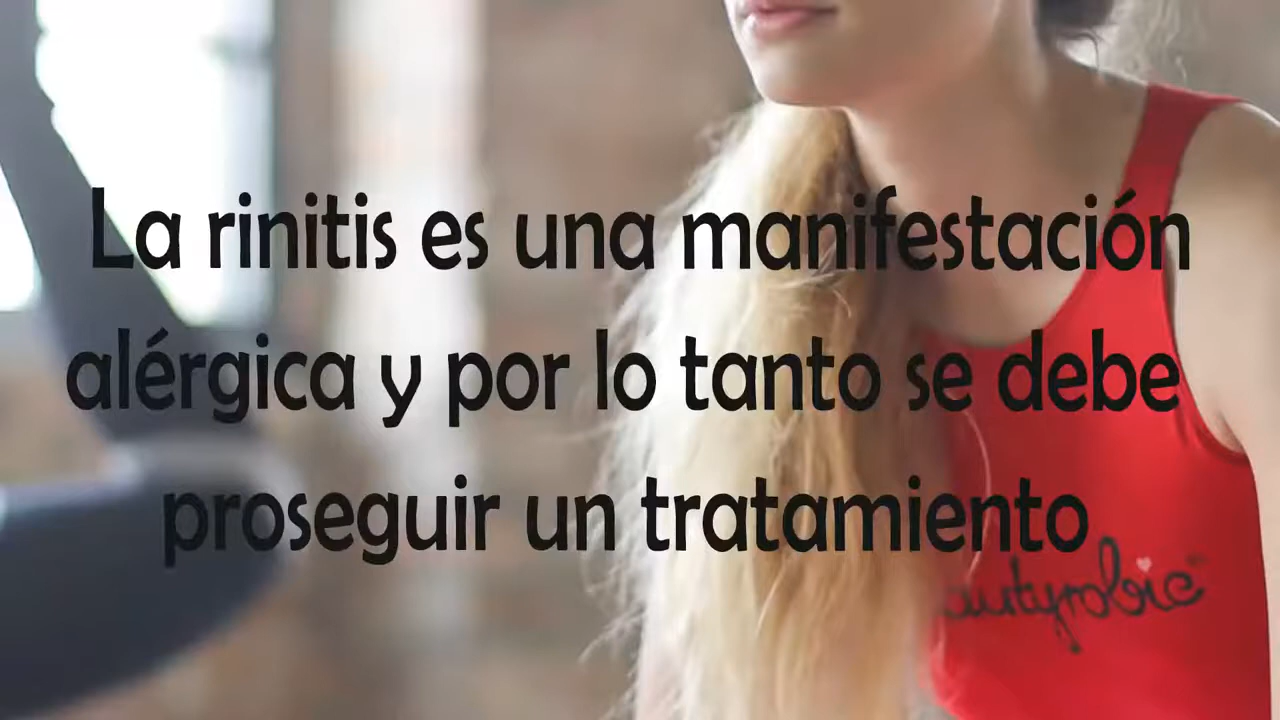 La rinitis es una manifestación
alérgica y por lo tanto se debe
proseguir un tratamiento